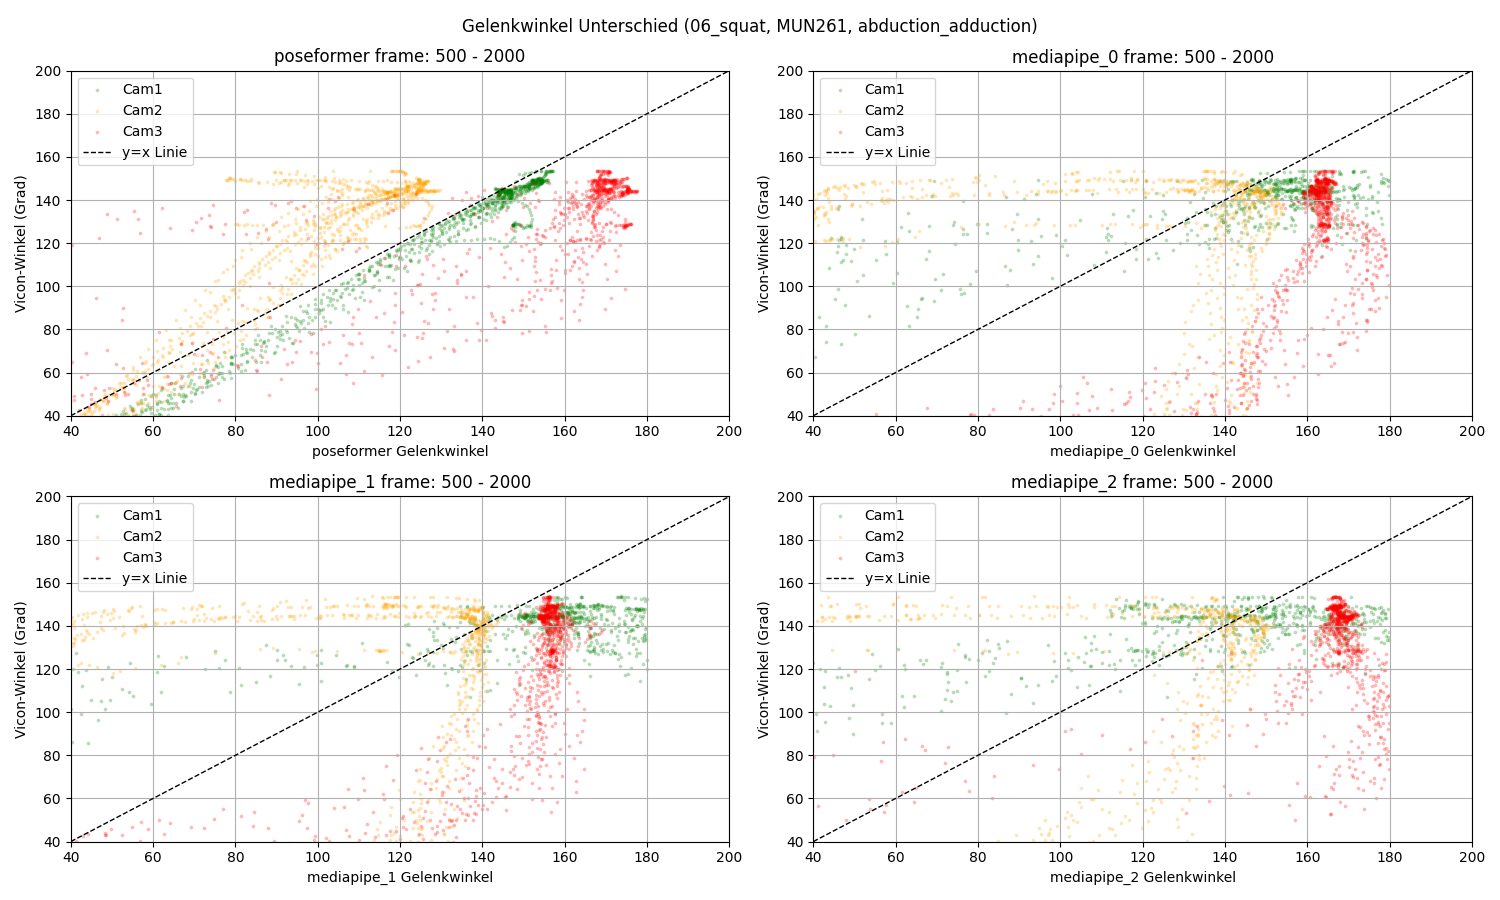 Gelenkwinkel Unterschied (06_squat, MUN261, abduction_adduction)
poseformer frame: 500 - 2000
Vicon-Winkel (Grad)
200
180
160
140
120
100
80
60
40
Cam1
Cam2
Cam3
y=x Linie
40 60 80 100 120 140 160 180 200
poseformer Gelenkwinkel
mediapipe_0 frame: 500 - 2000
Vicon-Winkel (Grad)
200
180
160
140
120
100
80
60
40
Cam1
Cam2
Cam3
y=x Linie
40 60 80 100 120 140 160 180 200
mediapipe_0 Gelenkwinkel
mediapipe_1 frame: 500 - 2000
Vicon-Winkel (Grad)
200
180
160
140
120
100
80
60
40
Cam1
Cam2
Cam3
y=x Linie
40 60 80 100 120 140 160 180 200
mediapipe_1 Gelenkwinkel
mediapipe_2 frame: 500 - 2000
Vicon-Winkel (Grad)
200
180
160
140
120
100
80
60
40
Cam1
Cam2
Cam3
y=x Linie
40 60 80 100 120 140 160 180 200
mediapipe_2 Gelenkwinkel